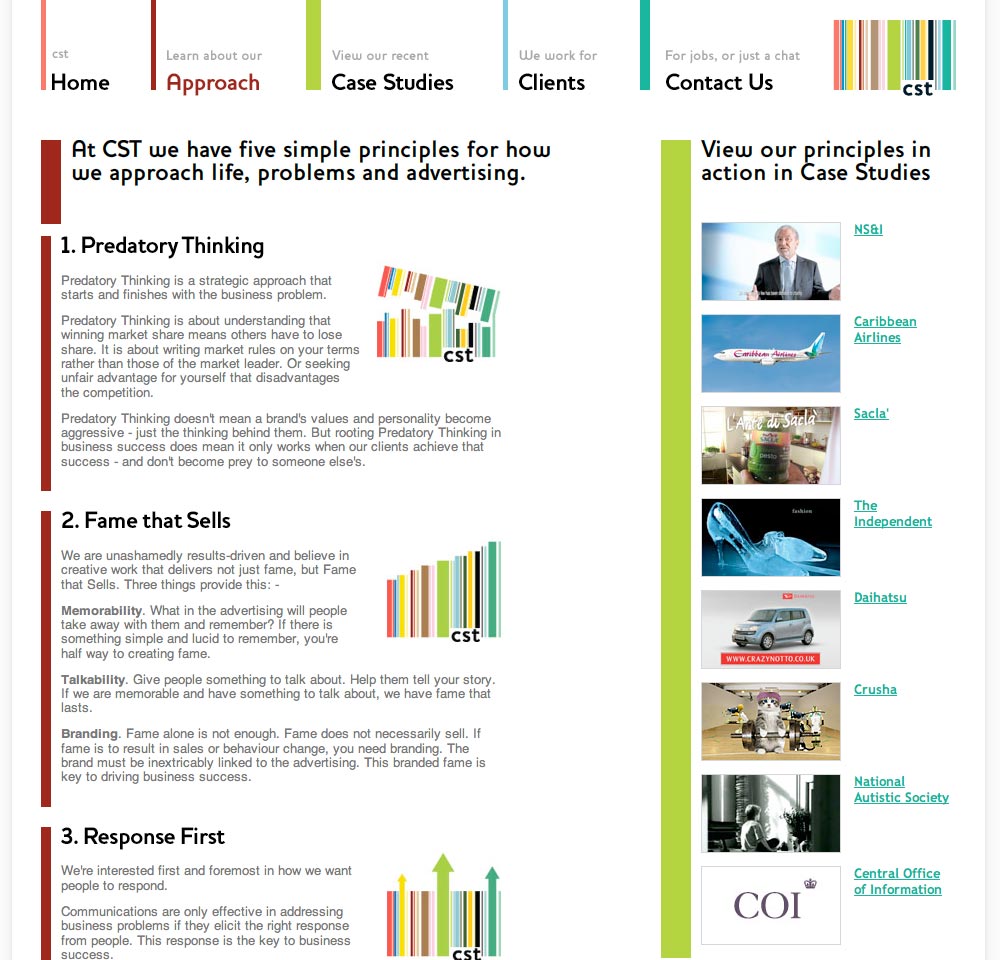 cst
Home
Learn about our
Approach
View our recent
Case Studies
We work for
Clients
For jobs, or just a chat
Contact Us
cst
At CST we have five simple principles for how
we approach life, problems and advertising.
1. Predatory Thinking
Predatory Thinking is a strategic approach that
starts and finishes with the business problem.
Predatory Thinking is about understanding that
winning market share means others have to lose
share. It is about writing market rules on your terms
rather than those of the market leader. Or seeking
unfair advantage for yourself that disadvantages
the competition.
cst
Predatory Thinking doesn't mean a brand's values and personality become
aggressive - just the thinking behind them. But rooting Predatory Thinking in
business success does mean it only works when our clients achieve that
success - and don't become prey to someone else's.
2. Fame that Sells
We are unashamedly results-driven and believe in
creative work that delivers not just fame, but Fame
that Sells. Three things provide this: -
Memorability. What in the advertising will people
take away with them and remember? If there is
something simple and lucid to remember, you're
half way to creating fame.
cst
Talkability. Give people something to talk about. Help them tell your story.
If we are memorable and have something to talk about, we have fame that
lasts.
Branding. Fame alone is not enough. Fame does not necessarily sell. If
fame is to result in sales or behaviour change, you need branding. The
brand must be inextricably linked to the advertising. This branded fame is
key to driving business success.
3. Response First
We're interested first and foremost in how we want
people to respond.
Communications are only effective in addressing
business problems if they elicit the right response
from people. This response is the key to business
success.
cst
View our principles in
action in Case Studies
NS&I
Caribbean Airlines
Caribbean
Airlines
L'Arte di Saclà
pesto
Sacla'
fashion
The
Independent
WWW.CRAZYNOTTO.CO.UK
Daihatsu
Crusha
National
Autistic Society
COI
Central Office
of Information